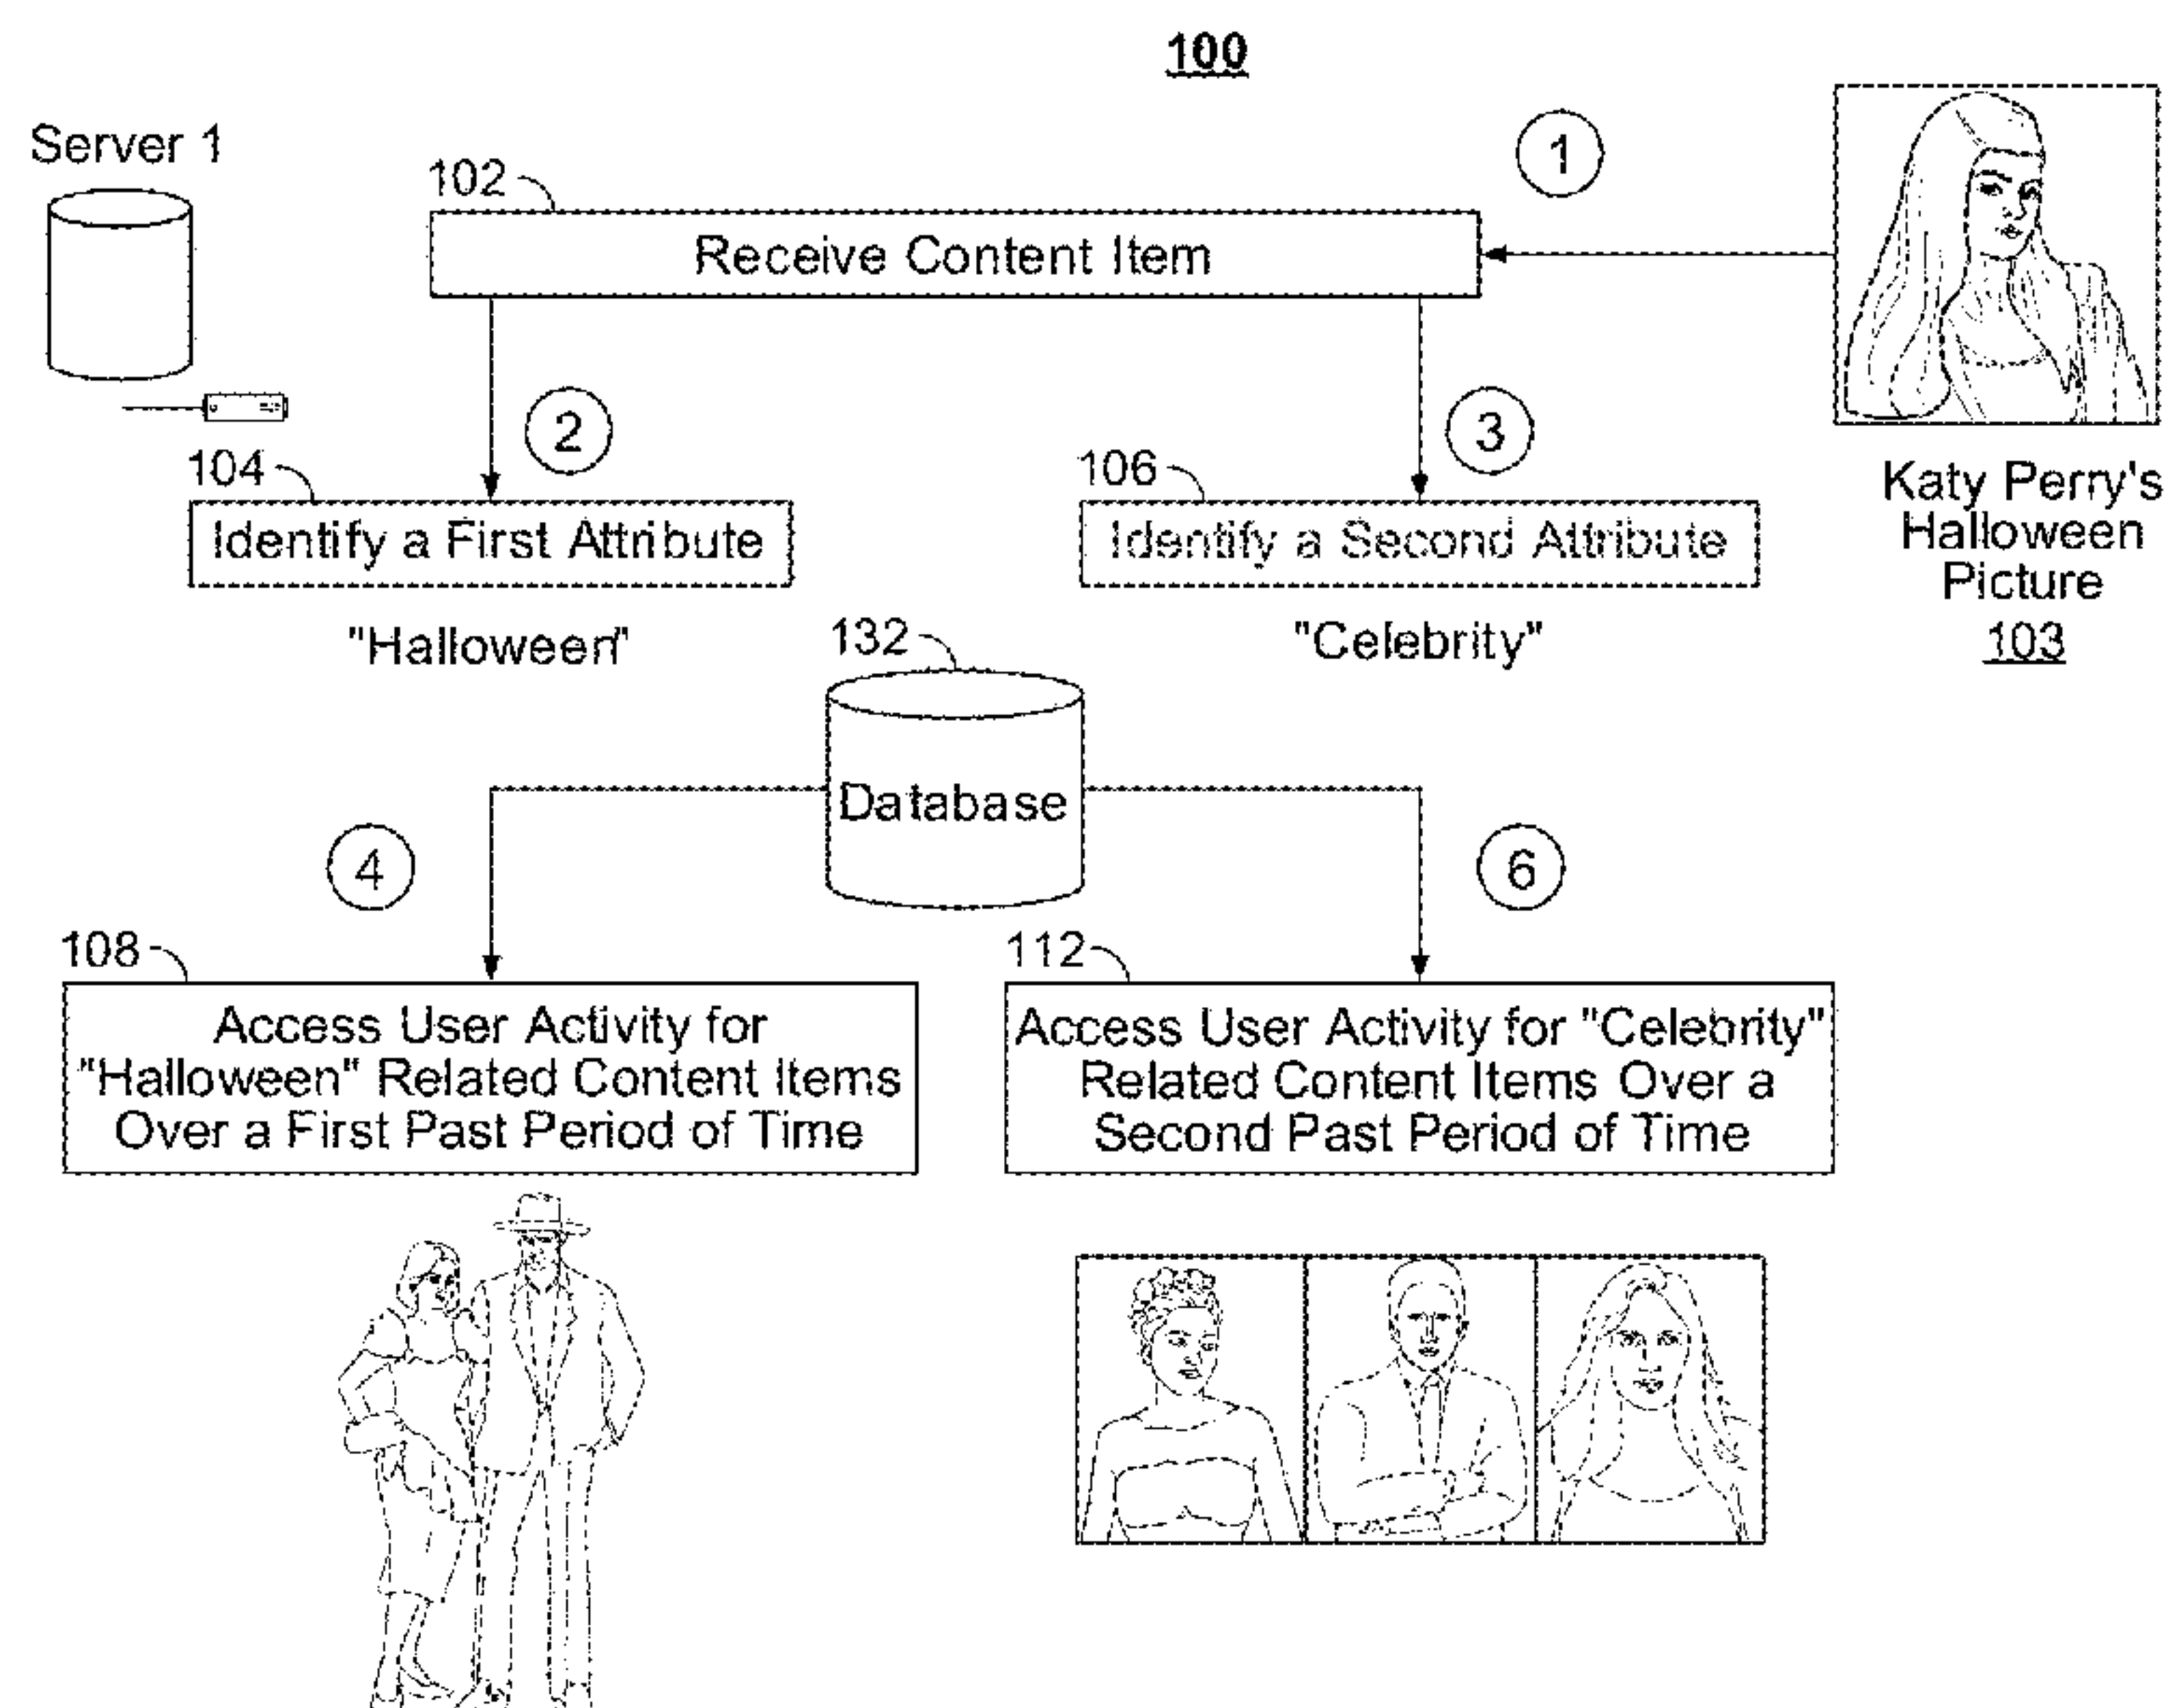 100
Server 1
1
102
Receive Content Item
2
3
104
106
Identify a First Attribute
Identify a Second Attribute
Katy Perry's
Halloween
Picture
103
"Halloween"
"Celebrity"
132
Database
4
6
108
112
Access User Activity for
"Halloween" Related Content Items
Over a First Past Period of Time
Access User Activity for "Celebrity"
Related Content Items Over a
Second Past Period of Time